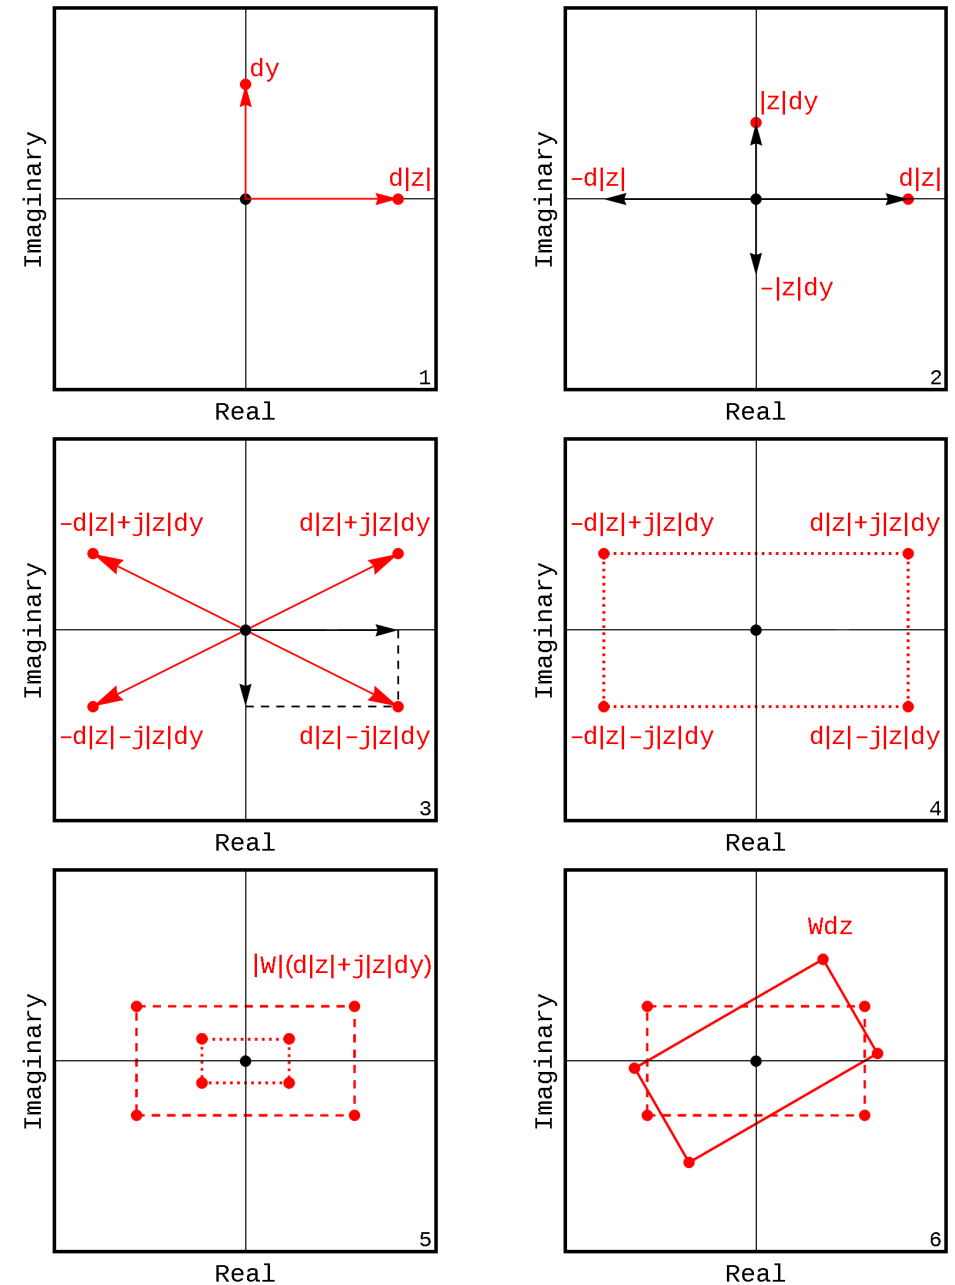 dy
d|z|
Imaginary
1
Real
|z|dy
–d|z|
d|z|
–|z|dy
Imaginary
2
Real
–d|z|+j|z|dy
d|z|+j|z|dy
Imaginary
–d|z|–j|z|dy
d|z|–j|z|dy
3
Real
–d|z|+j|z|dy
d|z|+j|z|dy
Imaginary
–d|z|–j|z|dy
d|z|–j|z|dy
4
Real
|W|(d|z|+j|z|dy)
Imaginary
5
Real
Wdz
Imaginary
6
Real